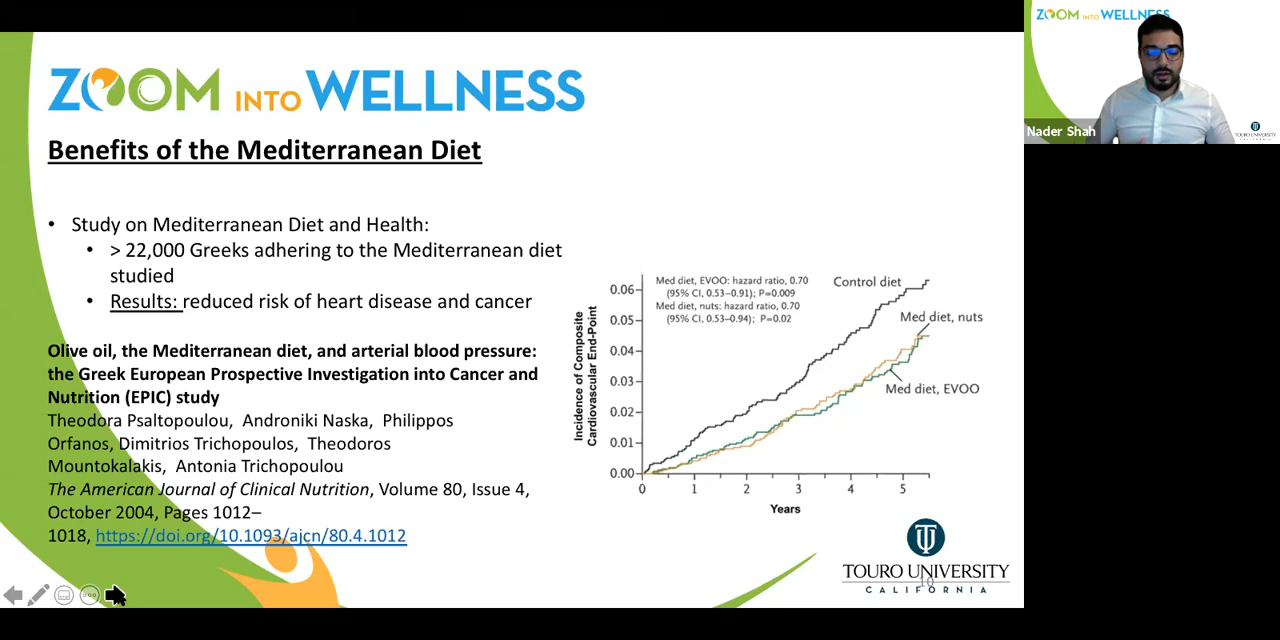 ZOOM INTO WELLNESS
Benefits of the Mediterranean Diet
• Study on Mediterranean Diet and Health:
• > 22,000 Greeks adhering to the Mediterranean diet
studied
• Results: reduced risk of heart disease and cancer
Olive oil, the Mediterranean diet, and arterial blood pressure:
the Greek European Prospective Investigation into Cancer and
Nutrition (EPIC) study
Theodora Psaltopoulou, Androniki Naska, Philippos
Orfanos, Dimitrios Trichopoulos, Theodoros
Mountokalakis, Antonia Trichopoulou
The American Journal of Clinical Nutrition, Volume 80, Issue 4,
October 2004, Pages 1012–
1018, https://doi.org/10.1093/ajcn/80.4.1012
Med diet, EVOO: hazard ratio, 0.70
(95% CI, 0.53–0.91); P=0.009
Med diet, nuts: hazard ratio, 0.70
(95% CI, 0.53–0.94); P=0.02
Control diet
Med diet, nuts
Med diet, EVOO
Incidence of Composite
Cardiovascular End-Point
0.06
0.05
0.04
0.03
0.02
0.01
0.00
0 1 2 3 4 5
Years
TOURO UNIVERSITY
CALIFORNIA
10
ZOOM INTO WELLNESS
Nader Shah
TOURO UNIVERSITY